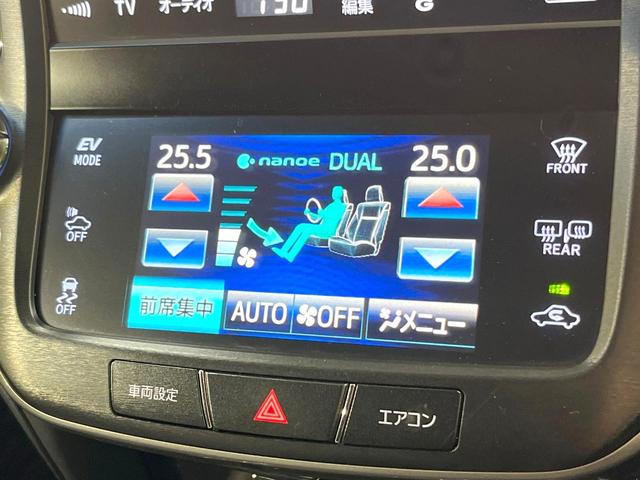 TV オーディオ 編集 G
EV
MODE
25.5 nanoe DUAL 25.0
FRONT
OFF
REAR
OFF
前席集中 AUTO OFF メニュー
車両設定 エアコン